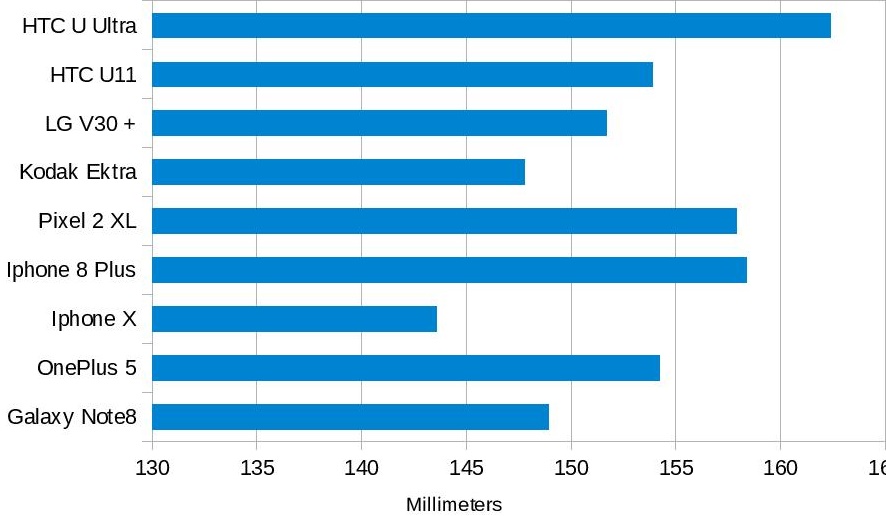 HTC U Ultra
HTC U11
LG V30 +
Kodak Ektra
Pixel 2 XL
Iphone 8 Plus
Iphone X
OnePlus 5
Galaxy Note8
130 135 140 145 150 155 160
Millimeters